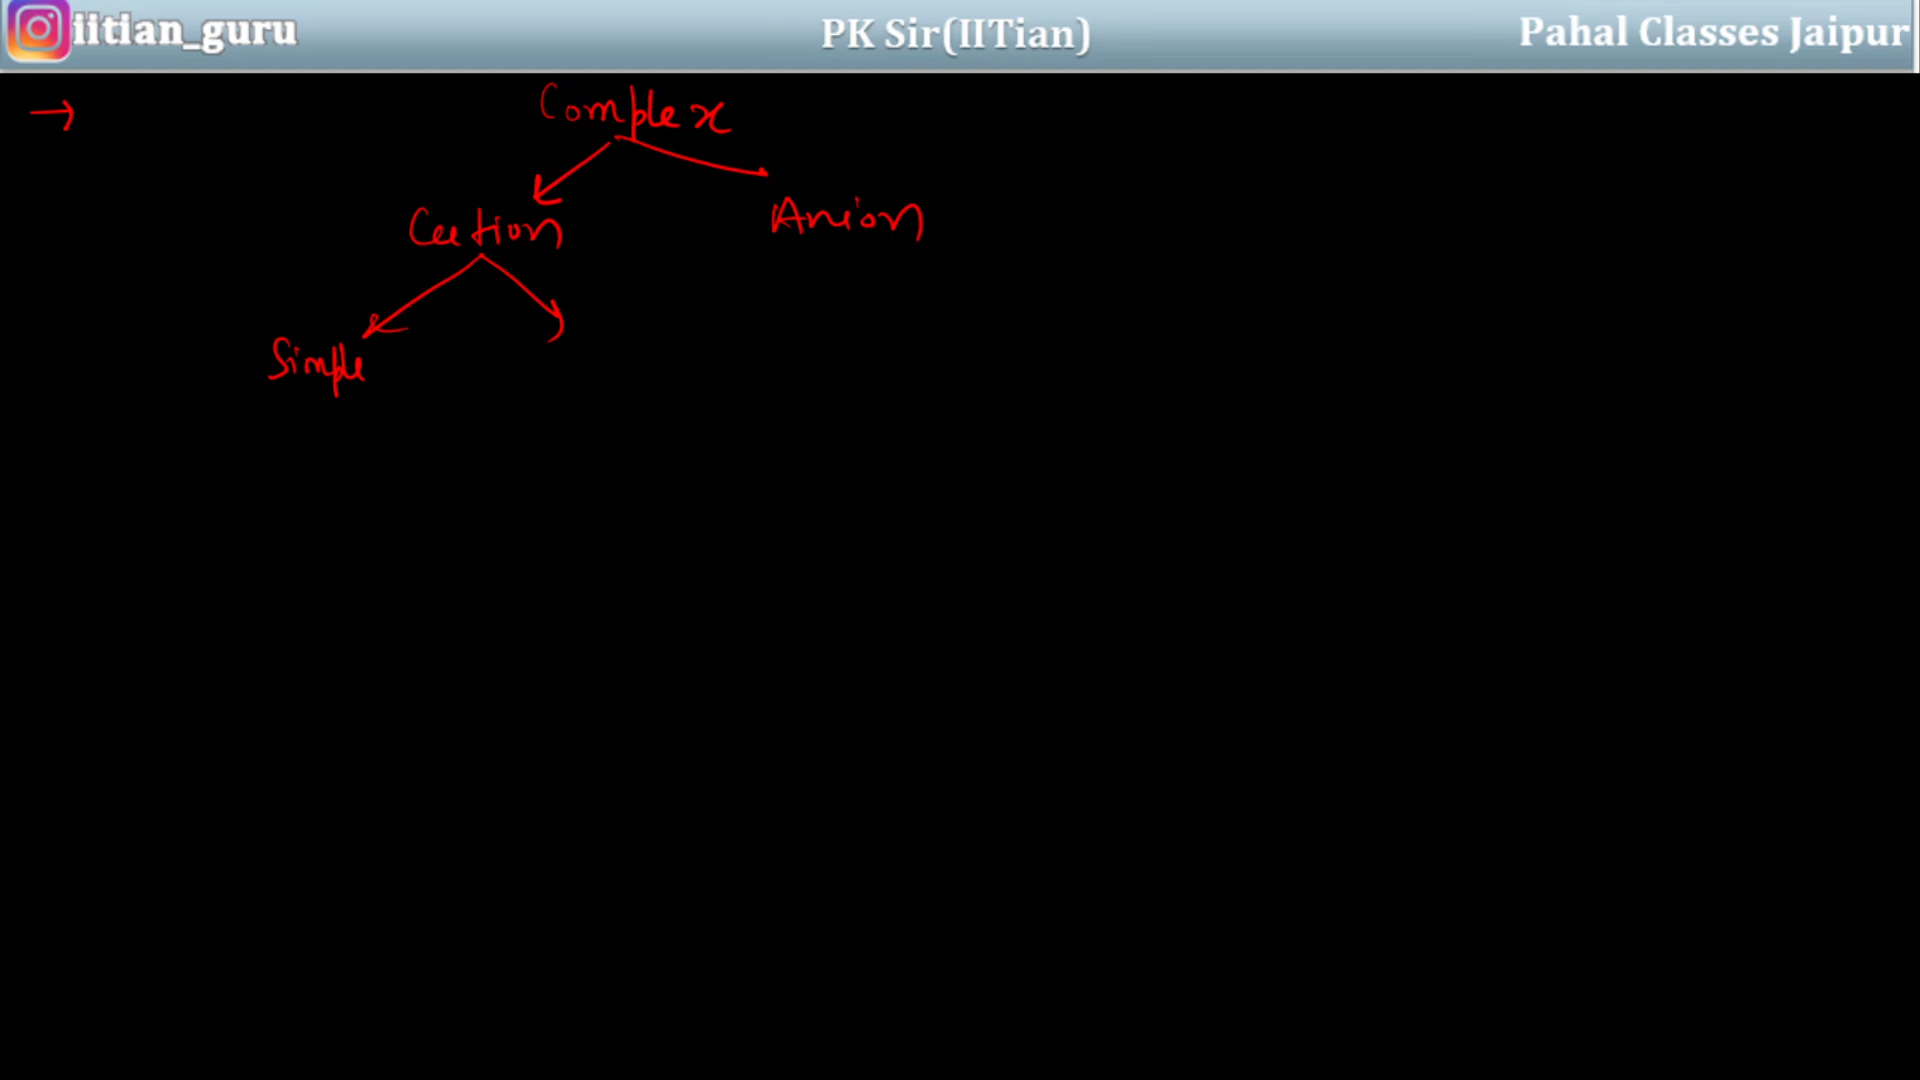 iitian_guru PK Sir(IITian) Pahal Classes Jaipur
→ Complex
Cation Anion
Simple